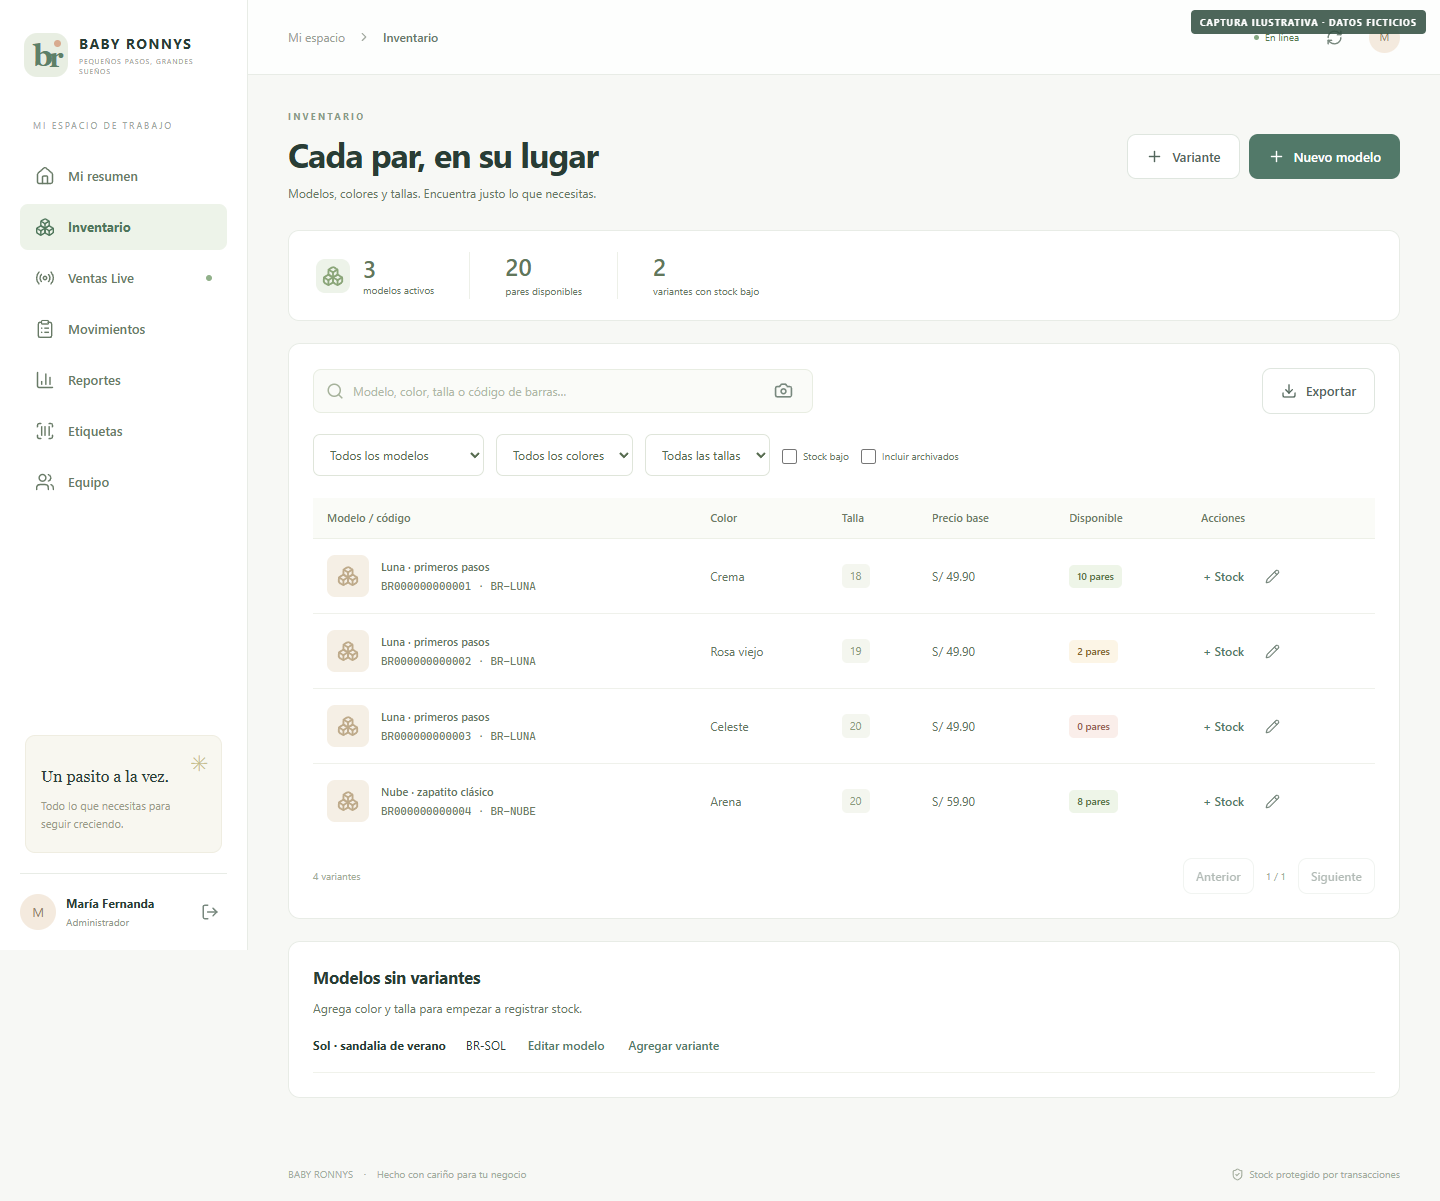 br
BABY RONNYS
PEQUEÑOS PASOS, GRANDES
SUEÑOS
MI ESPACIO DE TRABAJO
Mi resumen
Inventario
Ventas Live
Movimientos
Reportes
Etiquetas
Equipo
Un pasito a la vez.
Todo lo que necesitas para
seguir creciendo.
M
María Fernanda
Administrador
Mi espacio > Inventario
CAPTURA ILUSTRATIVA · DATOS FICTICIOS
En línea
M
INVENTARIO
Cada par, en su lugar
Modelos, colores y tallas. Encuentra justo lo que necesitas.
+ Variante
+ Nuevo modelo
3
modelos activos
20
pares disponibles
2
variantes con stock bajo
Modelo, color, talla o código de barras...
Exportar
Todos los modelos
Todos los colores
Todas las tallas
Stock bajo
Incluir archivados
Modelo / código Color Talla Precio base Disponible Acciones
Luna · primeros pasos
BR000000000001 · BR-LUNA
Crema 18 S/ 49.90 10 pares + Stock
Luna · primeros pasos
BR000000000002 · BR-LUNA
Rosa viejo 19 S/ 49.90 2 pares + Stock
Luna · primeros pasos
BR000000000003 · BR-LUNA
Celeste 20 S/ 49.90 0 pares + Stock
Nube · zapatito clásico
BR000000000004 · BR-NUBE
Arena 20 S/ 59.90 8 pares + Stock
4 variantes
Anterior 1 / 1 Siguiente
Modelos sin variantes
Agrega color y talla para empezar a registrar stock.
Sol · sandalia de verano BR-SOL Editar modelo Agregar variante
BABY RONNYS · Hecho con cariño para tu negocio
Stock protegido por transacciones